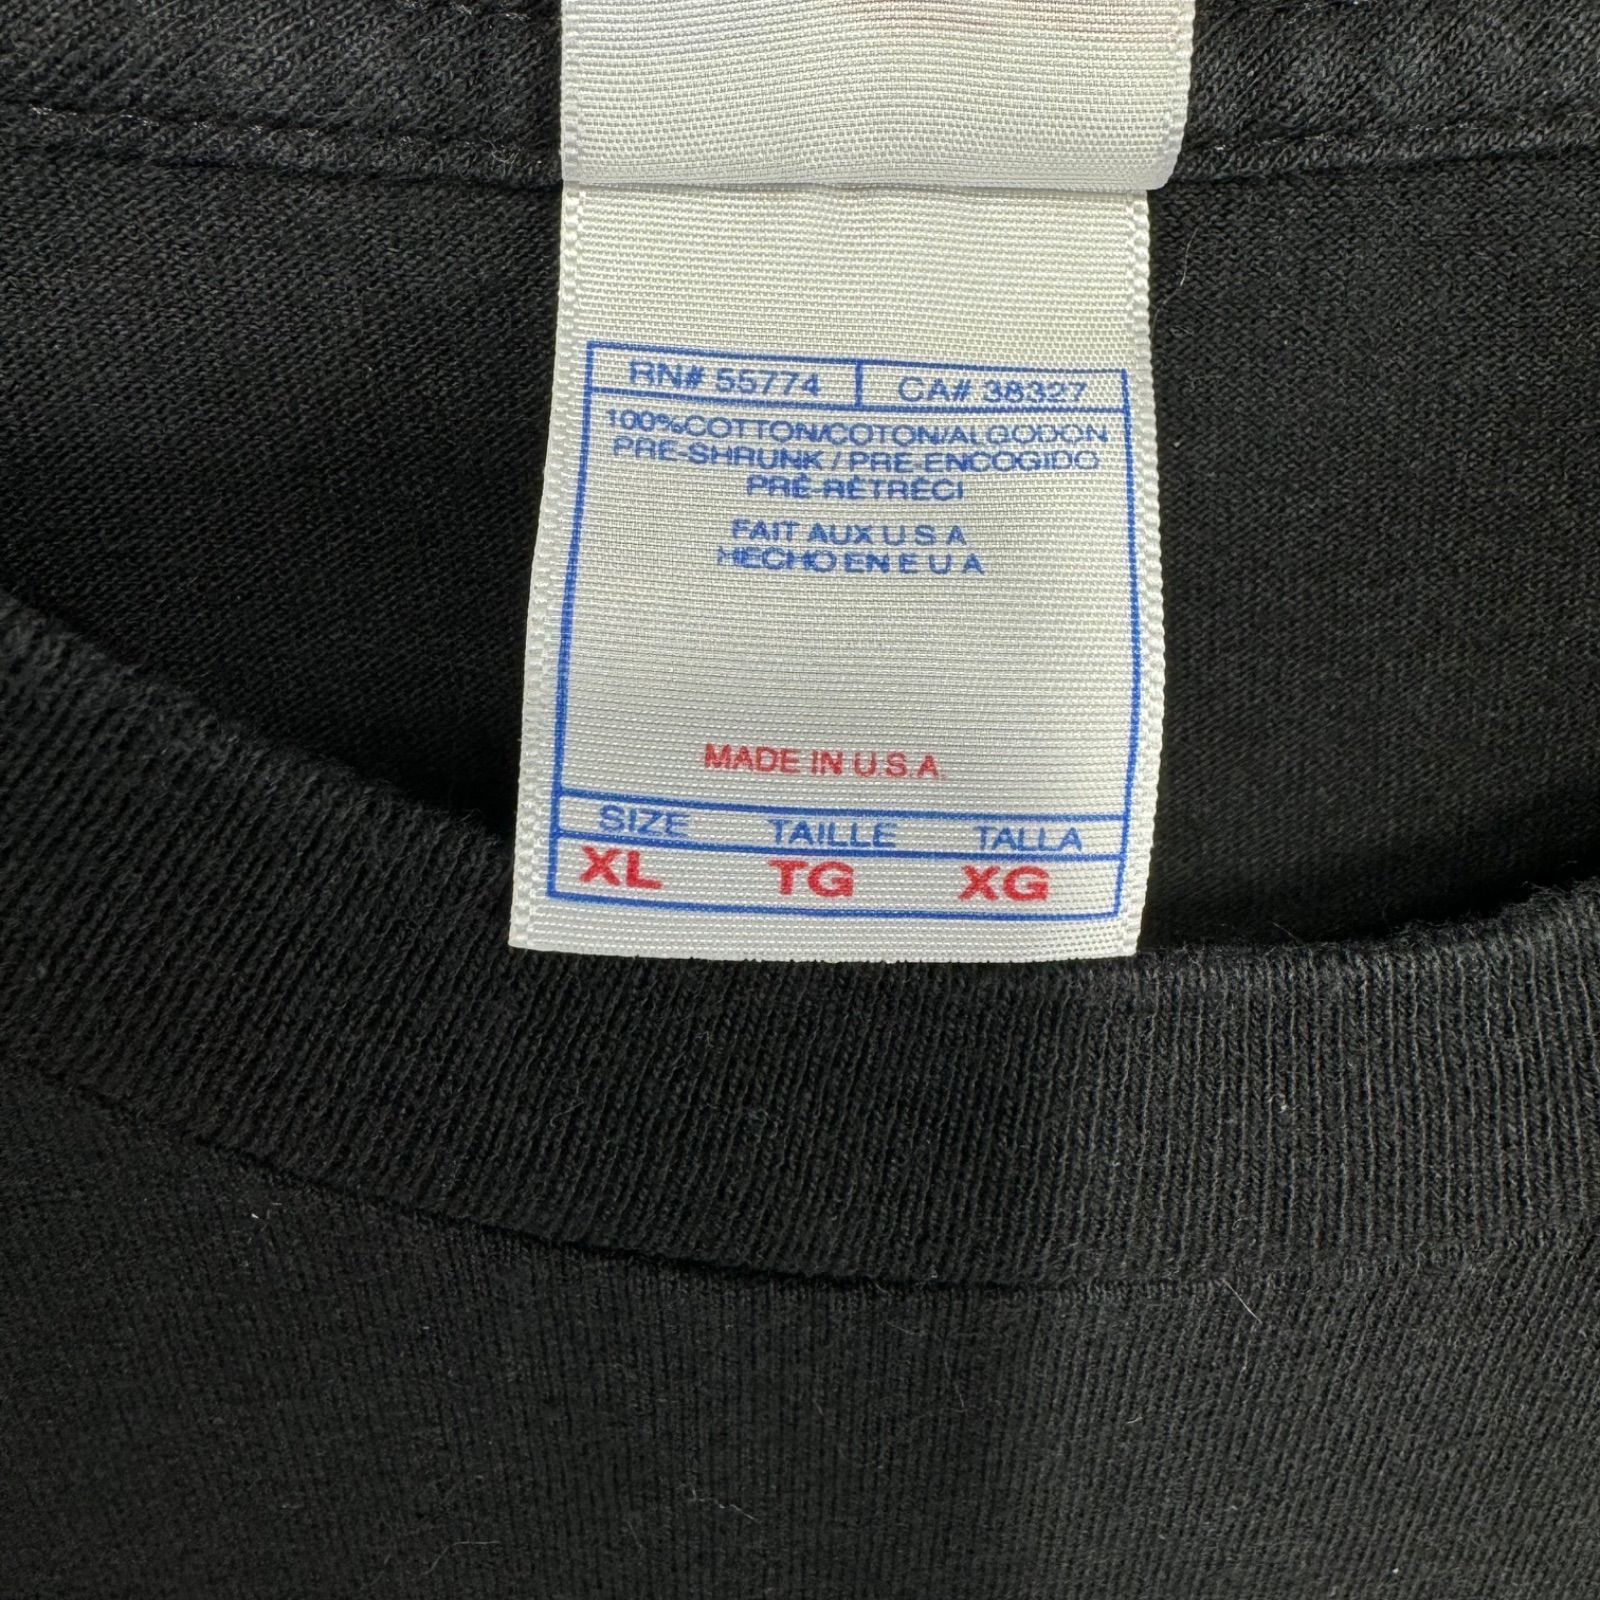 RN# 55774 CA# 38327
100%COTTON/COTON/ALGODON
PRE-SHRUNK / PRE-ENCOGIDO
PRÉ-RÉTRÉCI
FAIT AUX U S A
HECHO EN E U A
MADE IN U.S.A.
SIZE TAILLE TALLA
XL TG XG